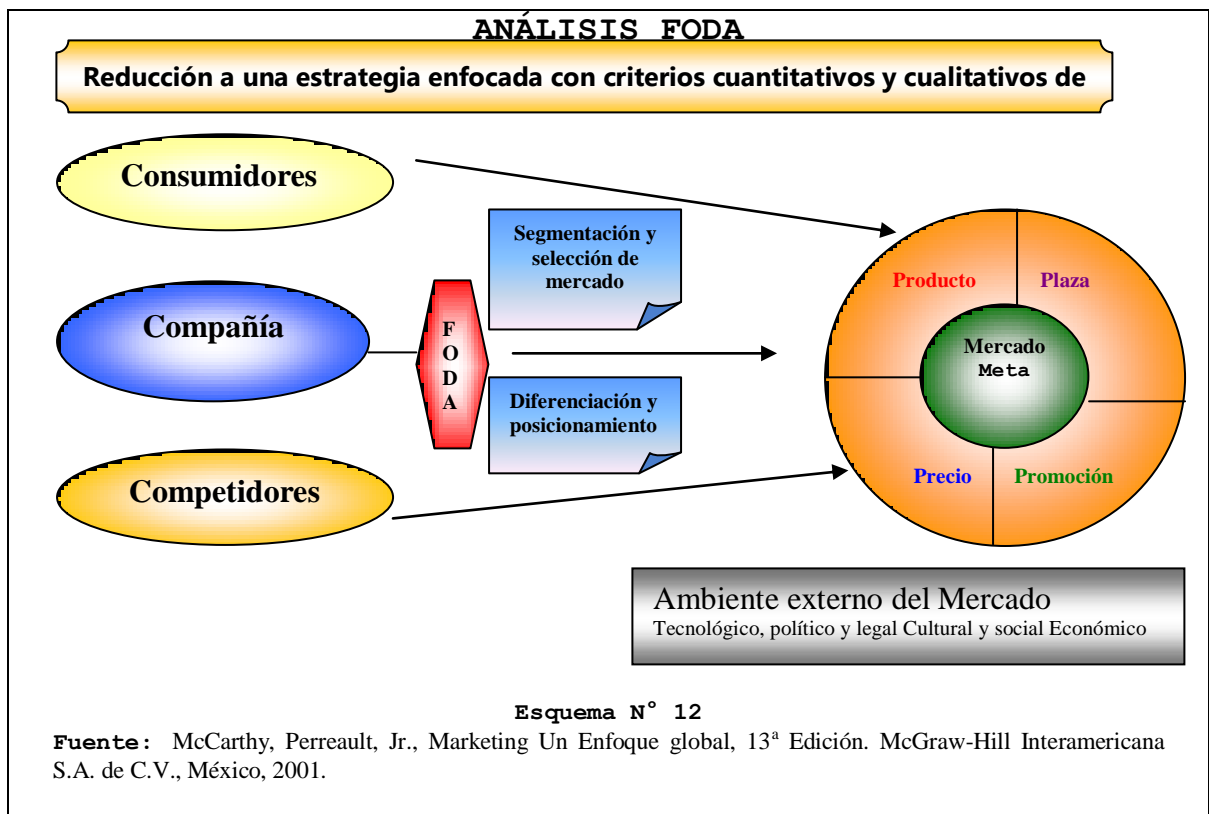 ANÁLISIS FODA
Reducción a una estrategia enfocada con criterios cuantitativos y cualitativos de
Consumidores
Segmentación y
selección de
mercado
Producto
Plaza
Compañía
F
O
D
A
Mercado
Meta
Diferenciación y
posicionamiento
Competidores
Precio
Promoción
Ambiente externo del Mercado
Tecnológico, político y legal Cultural y social Económico
Esquema N° 12
Fuente: McCarthy, Perreault, Jr., Marketing Un Enfoque global, 13ª Edición. McGraw-Hill Interamericana
S.A. de C.V., México, 2001.